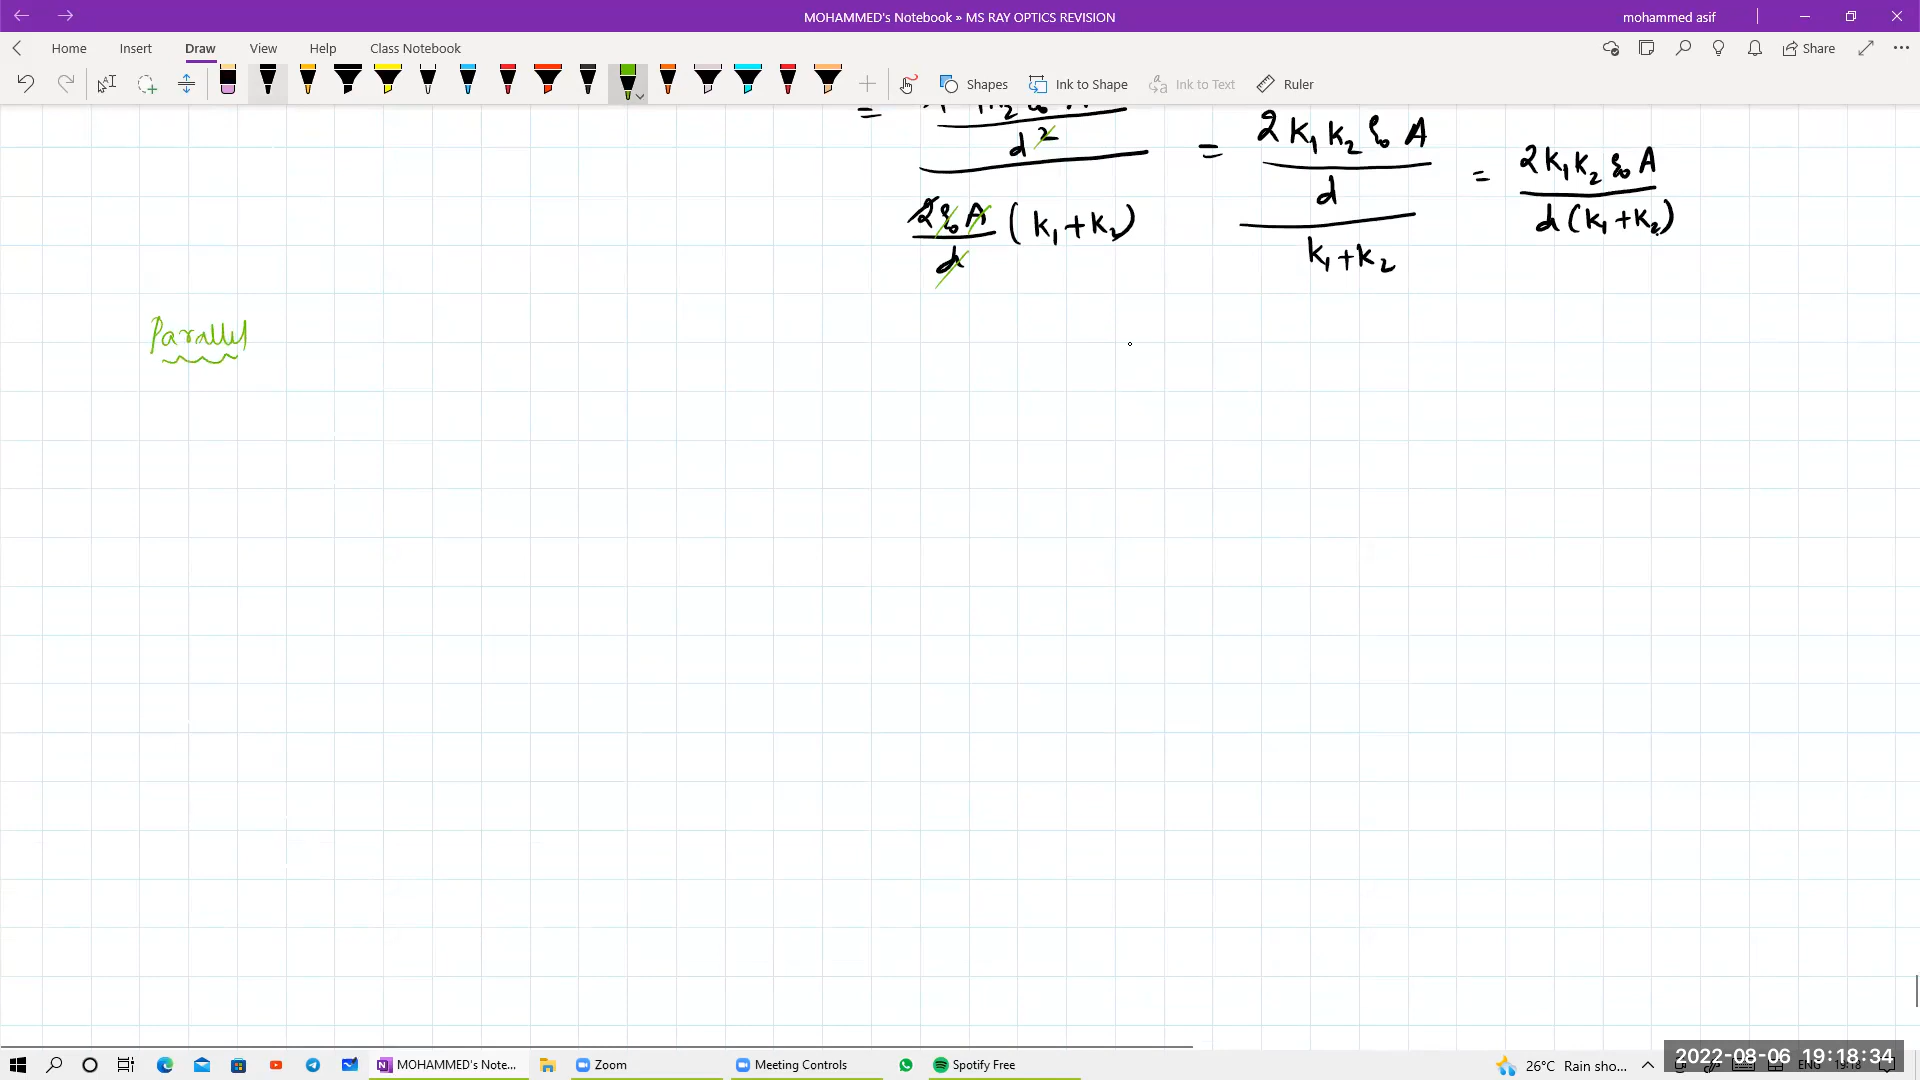 MOHAMMED's Notebook » MS RAY OPTICS REVISION
mohammed asif
Home Insert Draw View Help Class Notebook
Share
Shapes Ink to Shape Ink to Text Ruler
=
d²
2ε₀A/d (K₁+K₂)
= 2K₁K₂ε₀A / d
K₁+K₂
= 2K₁K₂ε₀A / d(K₁+K₂)
Parallel
MOHAMMED's Note...
Zoom
Meeting Controls
Spotify Free
26°C Rain sho...
2022-08-06 19:18:34